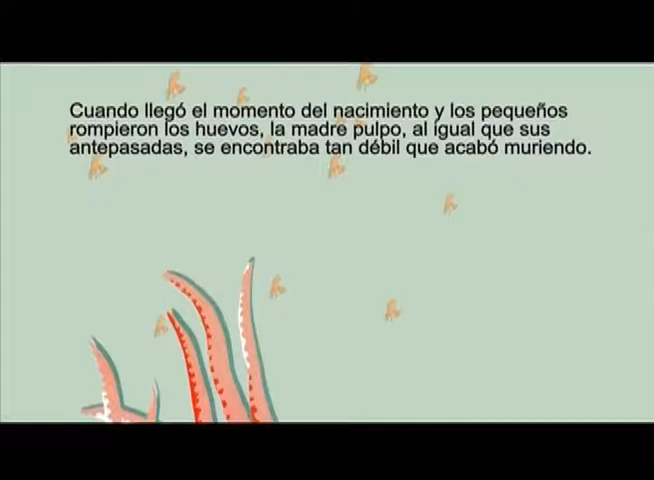 Cuando llegó el momento del nacimiento y los pequeños
rompieron los huevos, la madre pulpo, al igual que sus
antepasadas, se encontraba tan débil que acabó muriendo.